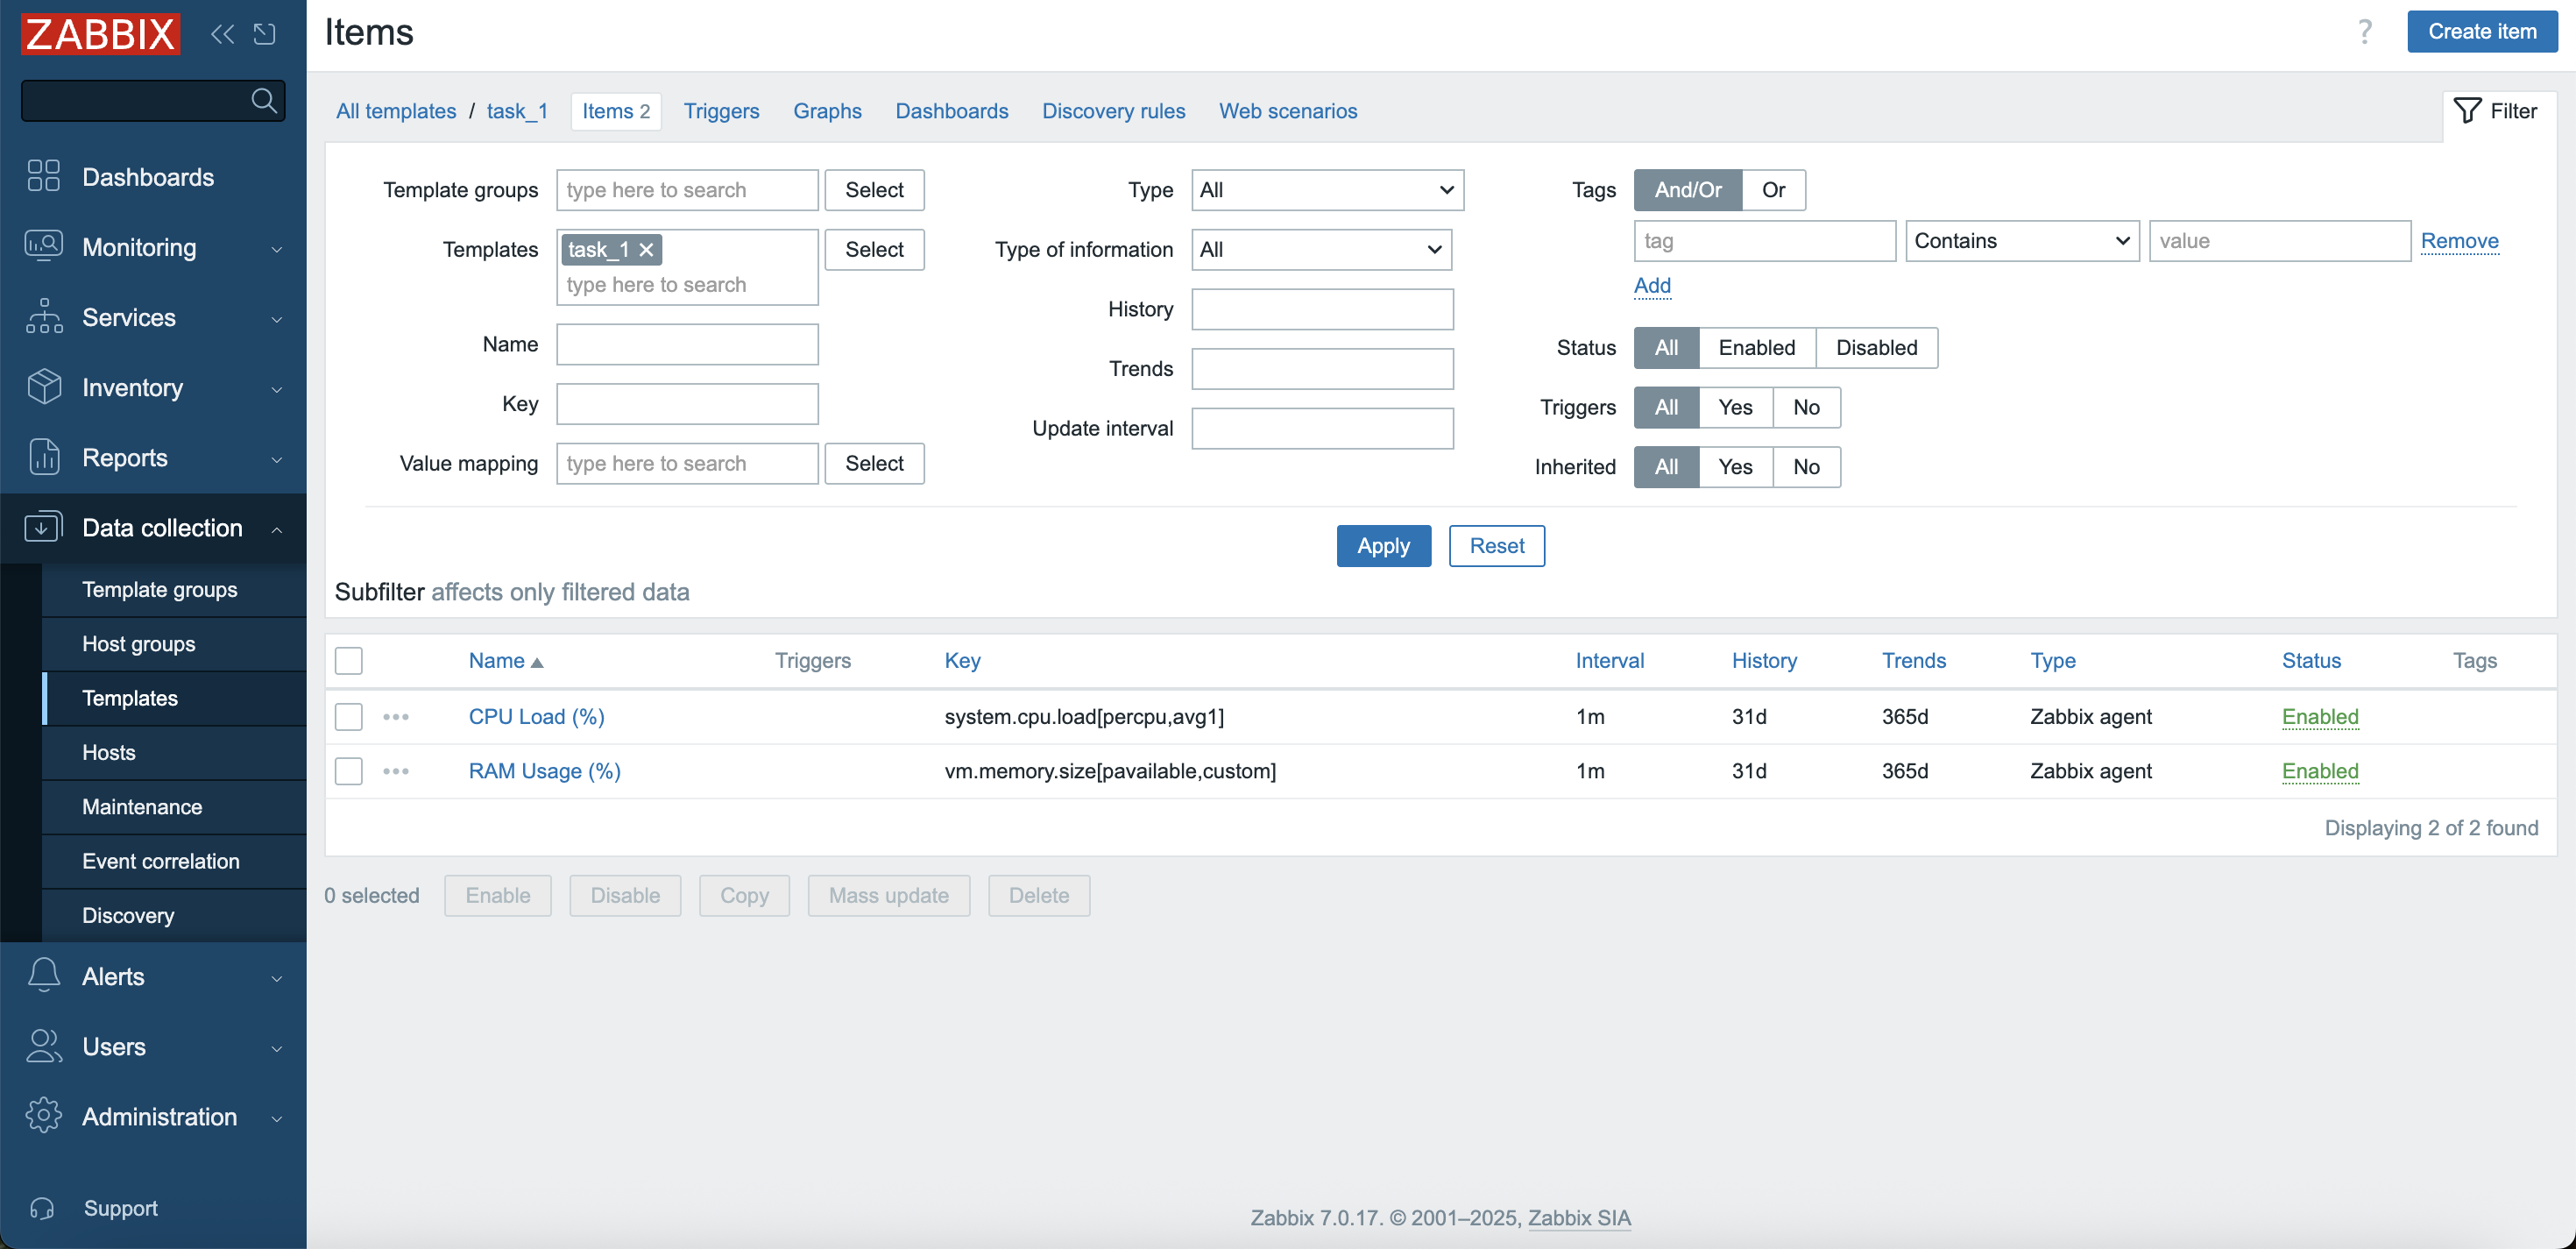 ZABBIX
Dashboards
Monitoring
Services
Inventory
Reports
Data collection
Template groups
Host groups
Templates
Hosts
Maintenance
Event correlation
Discovery
Alerts
Users
Administration
Support
Items
? Create item
All templates / task_1 Items 2 Triggers Graphs Dashboards Discovery rules Web scenarios
Filter
Template groups type here to search Select
Templates task_1 Select
type here to search
Name
Key
Value mapping type here to search Select
Type All
Type of information All
History
Trends
Update interval
Tags And/Or Or
tag Contains value Remove
Add
Status All Enabled Disabled
Triggers All Yes No
Inherited All Yes No
Apply Reset
Subfilter affects only filtered data
Name Triggers Key Interval History Trends Type Status Tags
CPU Load (%) system.cpu.load[percpu,avg1] 1m 31d 365d Zabbix agent Enabled
RAM Usage (%) vm.memory.size[pavailable,custom] 1m 31d 365d Zabbix agent Enabled
Displaying 2 of 2 found
0 selected Enable Disable Copy Mass update Delete
Zabbix 7.0.17. © 2001–2025, Zabbix SIA